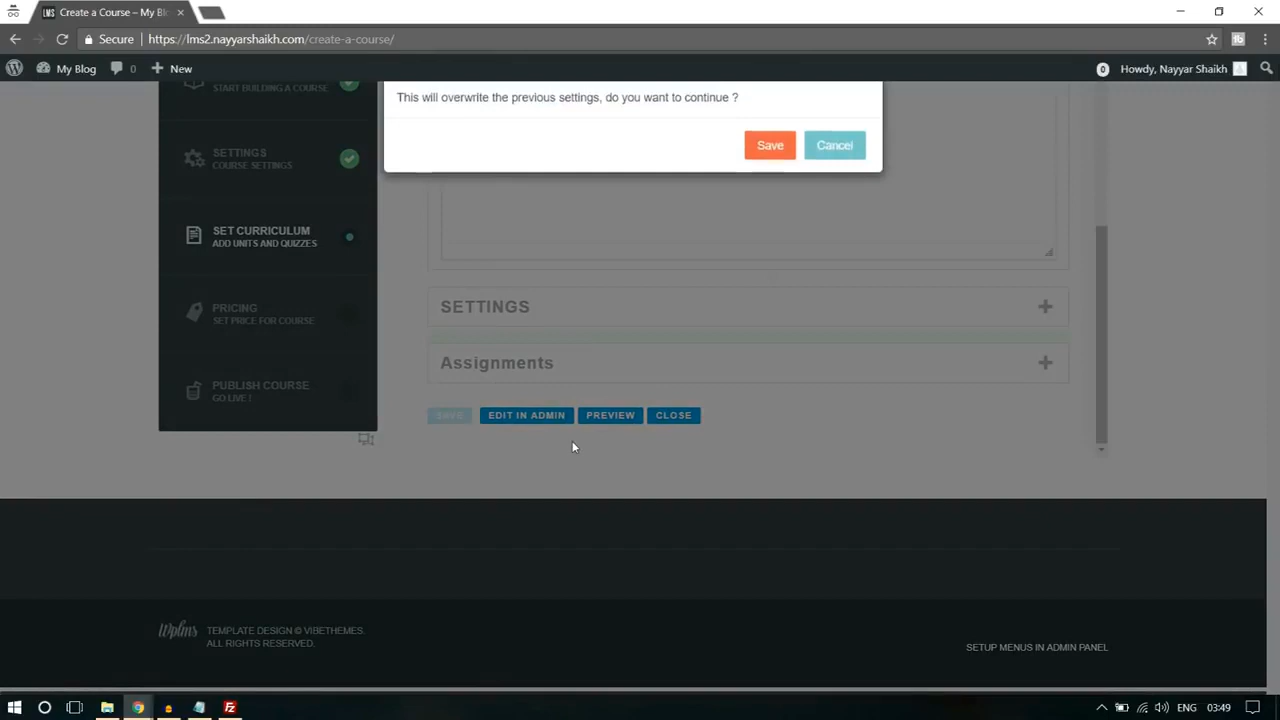 Create a Course – My Blo
Secure https://lms2.nayyarshaikh.com/create-a-course/
My Blog 0 New 0 Howdy, Nayyar Shaikh
START BUILDING A COURSE
This will overwrite the previous settings, do you want to continue ?
Save Cancel
SETTINGS
COURSE SETTINGS
SET CURRICULUM
ADD UNITS AND QUIZZES
PRICING
SET PRICE FOR COURSE
PUBLISH COURSE
GO LIVE !
SETTINGS
Assignments
SAVE EDIT IN ADMIN PREVIEW CLOSE
Wplms
TEMPLATE DESIGN © VIBETHEMES.
ALL RIGHTS RESERVED.
SETUP MENUS IN ADMIN PANEL
ENG 03:49